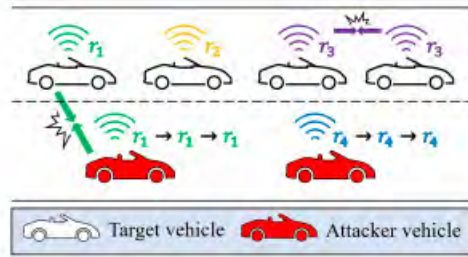 r₁ r₂ r₃ r₃
r₁ → r₁ → r₁ r₄ → r₄ → r₄
Target vehicle Attacker vehicle